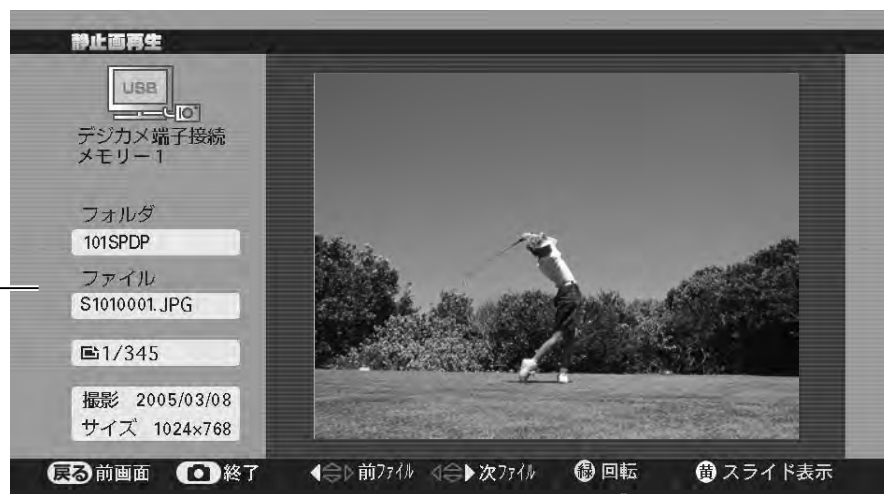 静止画再生
USB
デジカメ端子接続
メモリー1
フォルダ
101SPDP
ファイル
S1010001.JPG
1/345
撮影 2005/03/08
サイズ 1024x768
戻る 前画面 終了 前ファイル 次ファイル 緑 回転 黄 スライド表示